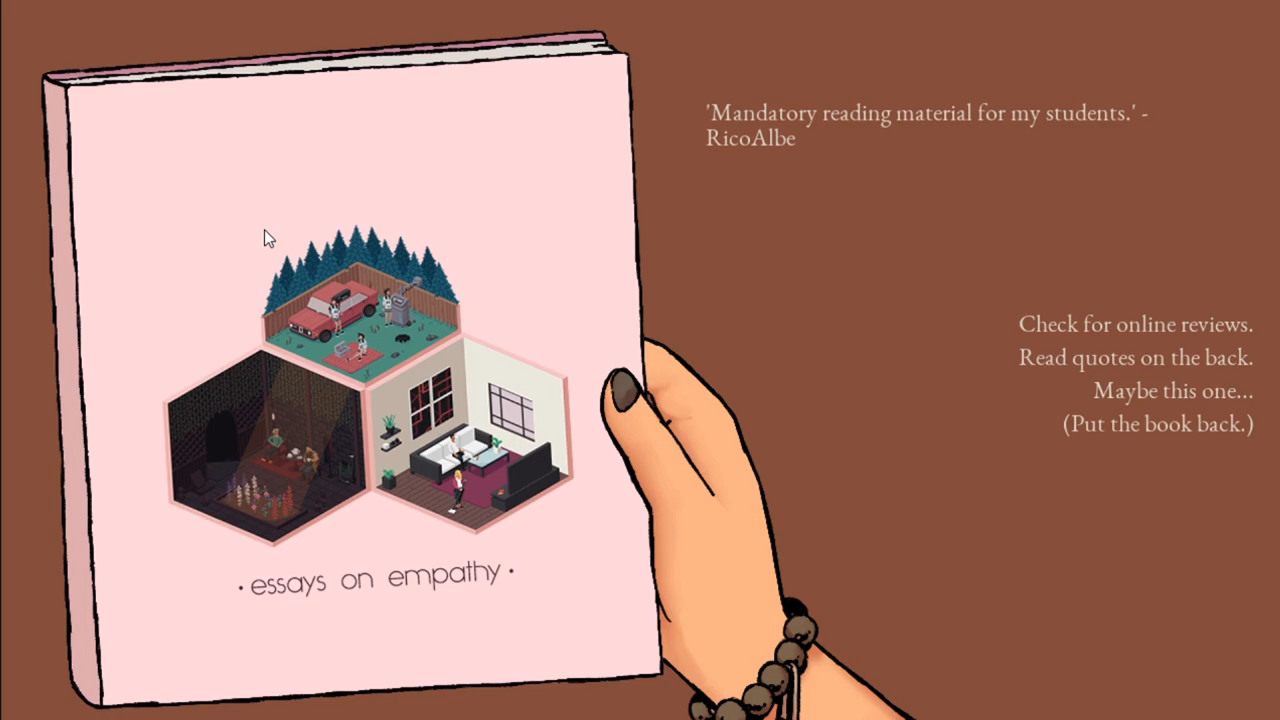 'Mandatory reading material for my students.' -
RicoAlbe
Check for online reviews.
Read quotes on the back.
Maybe this one...
(Put the book back.)
· essays on empathy ·